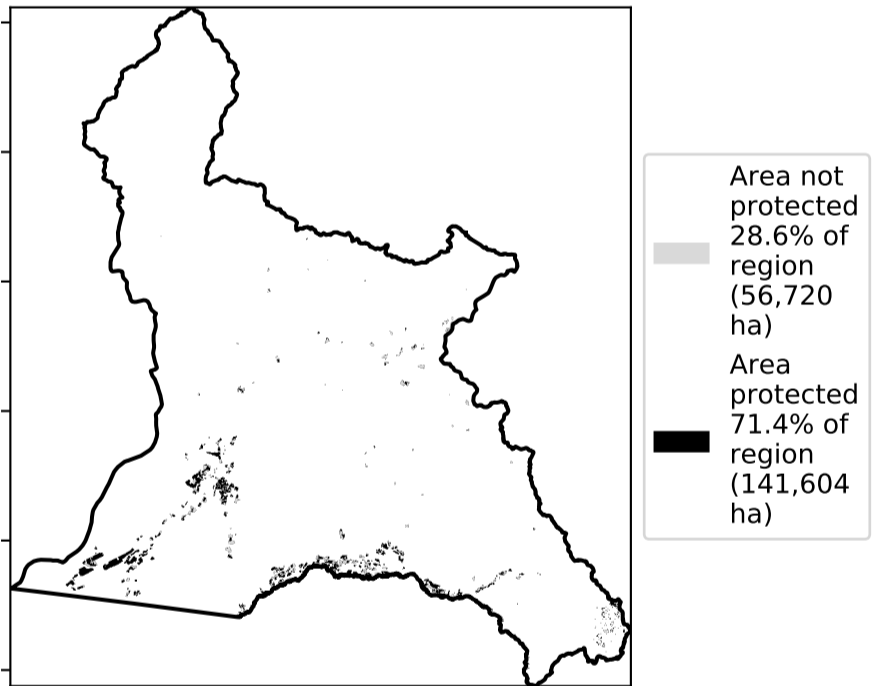 Area not
protected
28.6% of
region
(56,720
ha)
Area
protected
71.4% of
region
(141,604
ha)